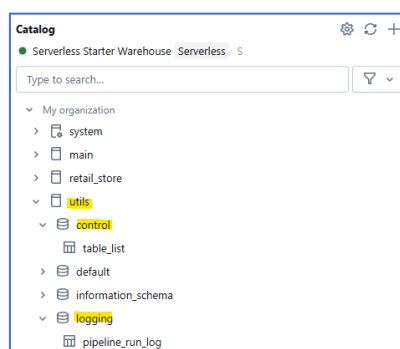 Catalog
Serverless Starter Warehouse Serverless S
Type to search...
My organization
system
main
retail_store
utils
control
table_list
default
information_schema
logging
pipeline_run_log